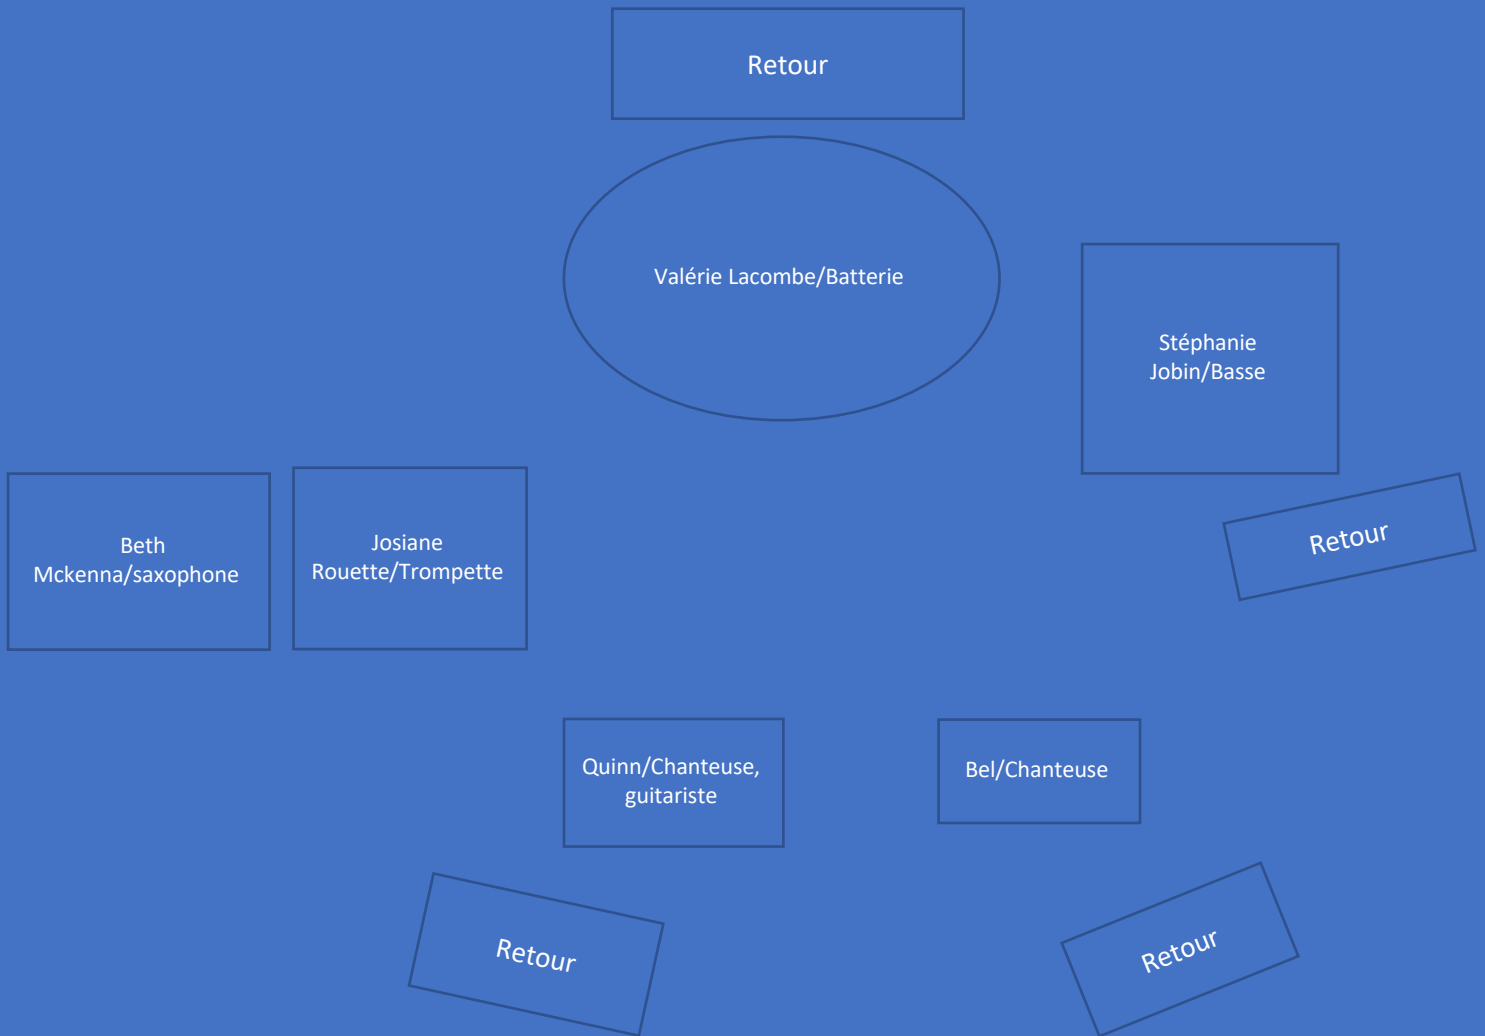 Retour
Valérie Lacombe/Batterie
Stéphanie
Jobin/Basse
Beth
Mckenna/saxophone
Josiane
Rouette/Trompette
Retour
Quinn/Chanteuse,
guitariste
Bel/Chanteuse
Retour
Retour